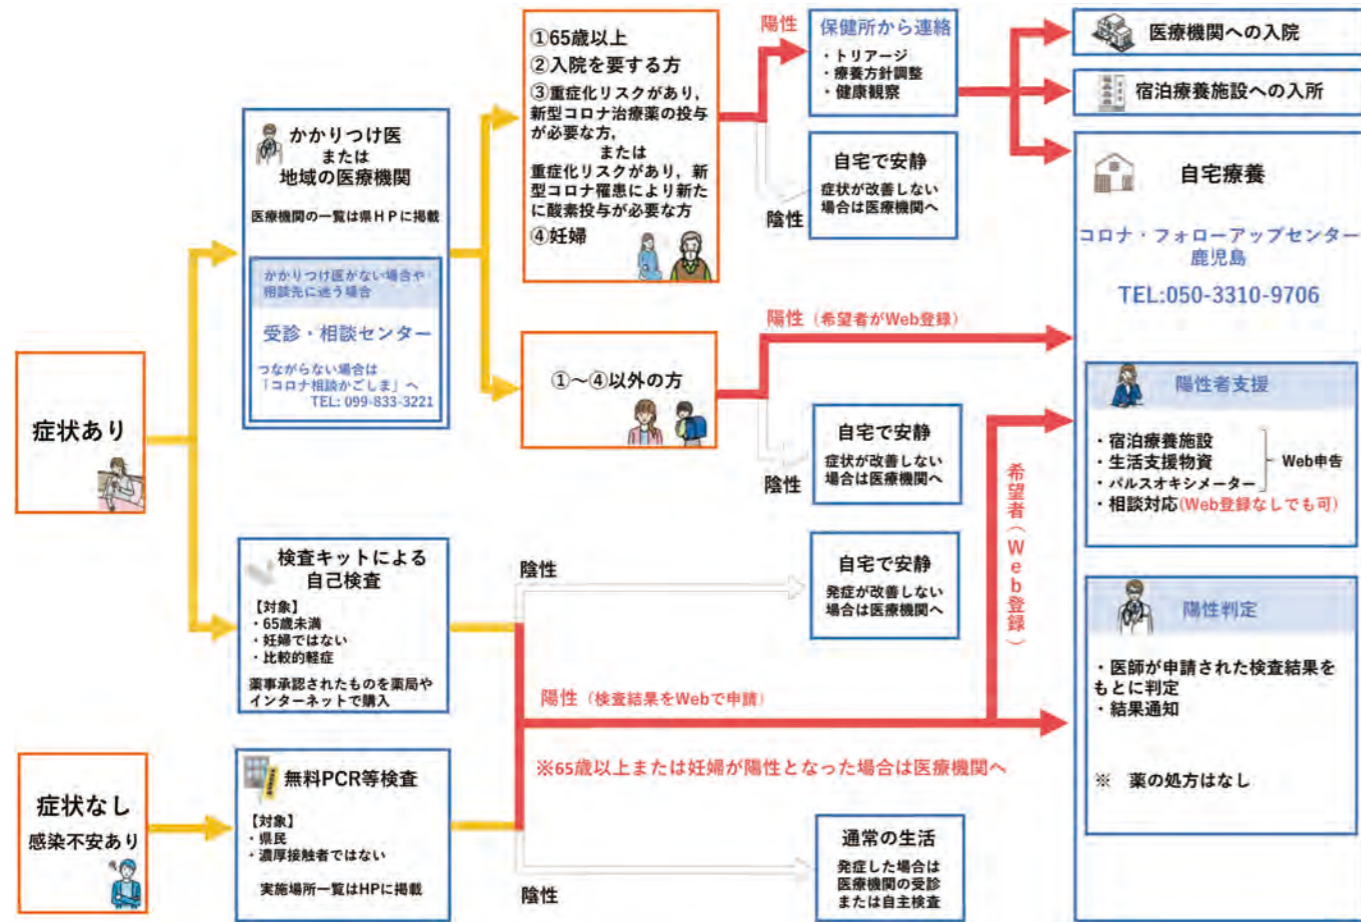 症状あり
症状なし
感染不安あり
かかりつけ医
または
地域の医療機関
医療機関の一覧は県HPに掲載
かかりつけ医がない場合や
相談先に迷う場合
受診・相談センター
つながらない場合は
「コロナ相談かごしま」へ
TEL: 099-833-3221
検査キットによる
自己検査
【対象】
・65歳未満
・妊婦ではない
・比較的軽症
薬事承認されたものを薬局や
インターネットで購入
無料PCR等検査
【対象】
・県民
・濃厚接触者ではない
実施場所一覧はHPに掲載
①65歳以上
②入院を要する方
③重症化リスクがあり，
新型コロナ治療薬の投与
が必要な方，
または
重症化リスクがあり，新
型コロナ罹患により新た
に酸素投与が必要な方
④妊婦
①～④以外の方
陽性
陰性
保健所から連絡
・トリアージ
・療養方針調整
・健康観察
自宅で安静
症状が改善しない
場合は医療機関へ
陽性（希望者がWeb登録）
陰性
自宅で安静
症状が改善しない
場合は医療機関へ
陰性
自宅で安静
発症が改善しない
場合は医療機関へ
希望者（Web登録）
陽性（検査結果をWebで申請）
※65歳以上または妊婦が陽性となった場合は医療機関へ
陰性
通常の生活
発症した場合は
医療機関の受診
または自主検査
医療機関への入院
宿泊療養施設への入所
自宅療養
コロナ・フォローアップセンター
鹿児島
TEL:050-3310-9706
陽性者支援
・宿泊療養施設
・生活支援物資
・パルスオキシメーター
Web申告
・相談対応(Web登録なしでも可)
陽性判定
・医師が申請された検査結果を
もとに判定
・結果通知
※　薬の処方はなし